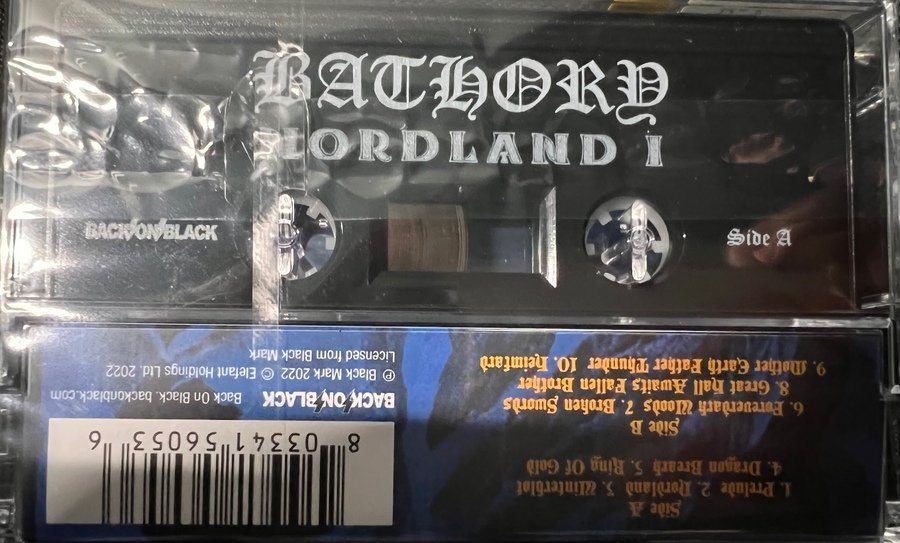 BATHORY
NORDLAND I
BACK ON BLACK
Side A
Side A
1. Prelude 2. Nordland 3. Winterblot
4. Dragon Breath 5. Ring Of Gold
Side B
6. Foreverdark Woods 7. Broken Swords
8. Great Hall Awaits Fallen Brother
9. Mother Earth Father Thunder 10. Heimfard
8 03341 56053 6
BACK ON BLACK Back On Black. backonblack.com
℗ Black Mark 2022 © Elefant Holdings Ltd. 2022
Licensed from Black Mark